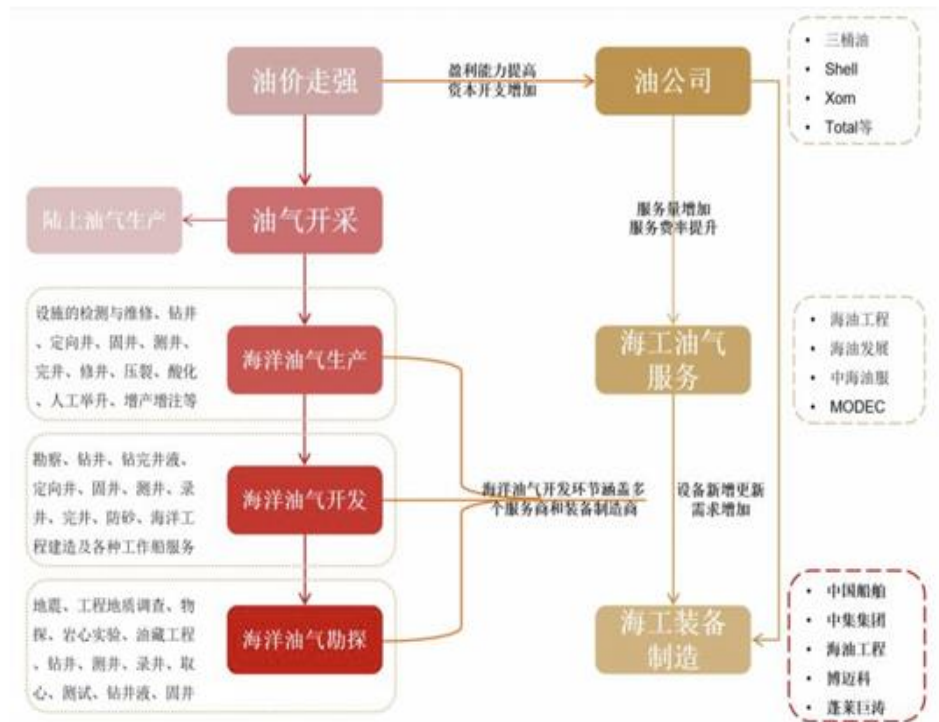 油价走强
盈利能力提高
资本开支增加
油公司
• 三桶油
• Shell
• Xom
• Total等
陆上油气生产
油气开采
服务量增加
服务费率提升
设施的检测与维修、钻井
、定向井、固井、测井、
完井、修井、压裂、酸化
、人工举升、增产增注等
海洋油气生产
海工油气
服务
• 海油工程
• 海油发展
• 中海油服
• MODEC
勘察、钻井、钻完井液、
定向井、固井、测井、录
井、完井、防砂、海洋工
程建造及各种工作船服务
海洋油气开发
海洋油气开发环节涵盖多
个服务商和装备制造商
设备新增更新
需求增加
地震、工程地质调查、物
探、岩心实验、油藏工程
、钻井、测井、录井、取
心、测试、钻井液、固井
海洋油气勘探
海工装备
制造
• 中国船舶
• 中集集团
• 海油工程
• 博迈科
• 蓬莱巨涛